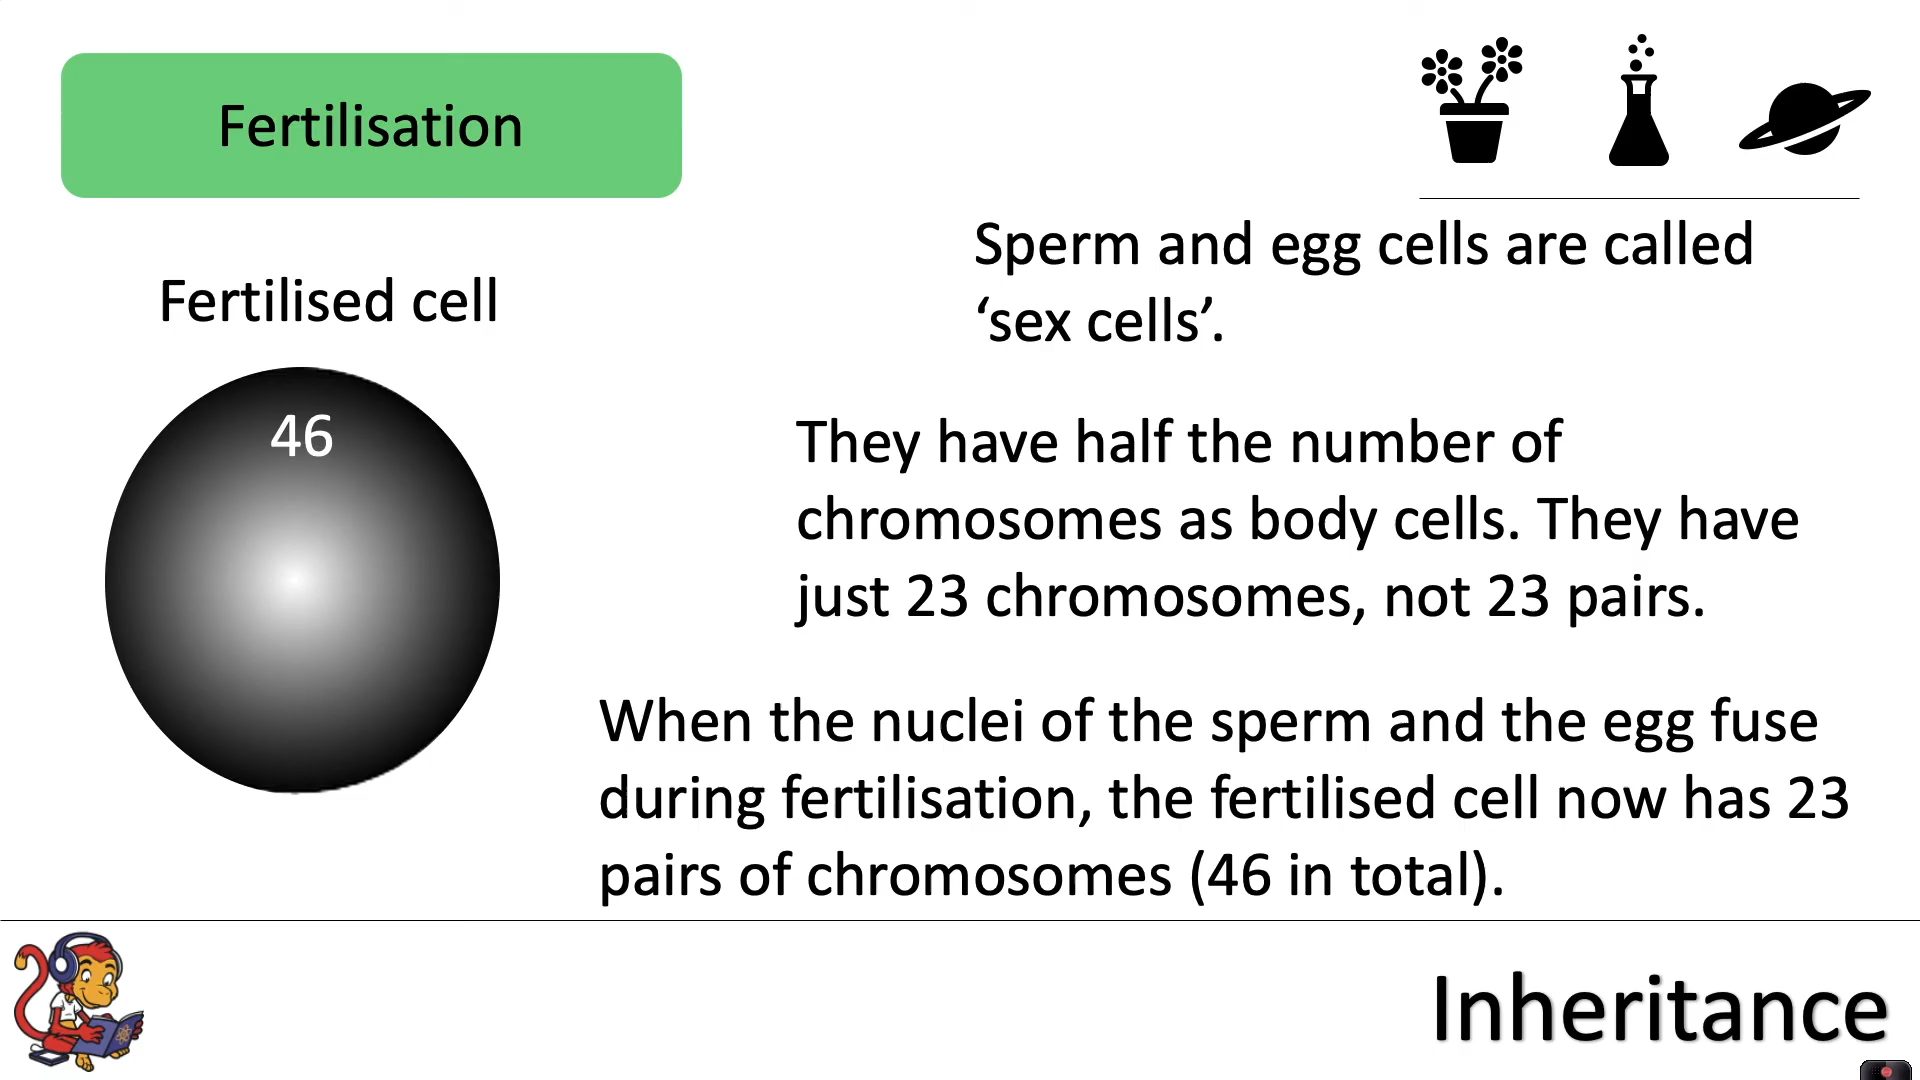 Fertilisation
Fertilised cell
46
Sperm and egg cells are called
‘sex cells’.
They have half the number of
chromosomes as body cells. They have
just 23 chromosomes, not 23 pairs.
When the nuclei of the sperm and the egg fuse
during fertilisation, the fertilised cell now has 23
pairs of chromosomes (46 in total).
Inheritance